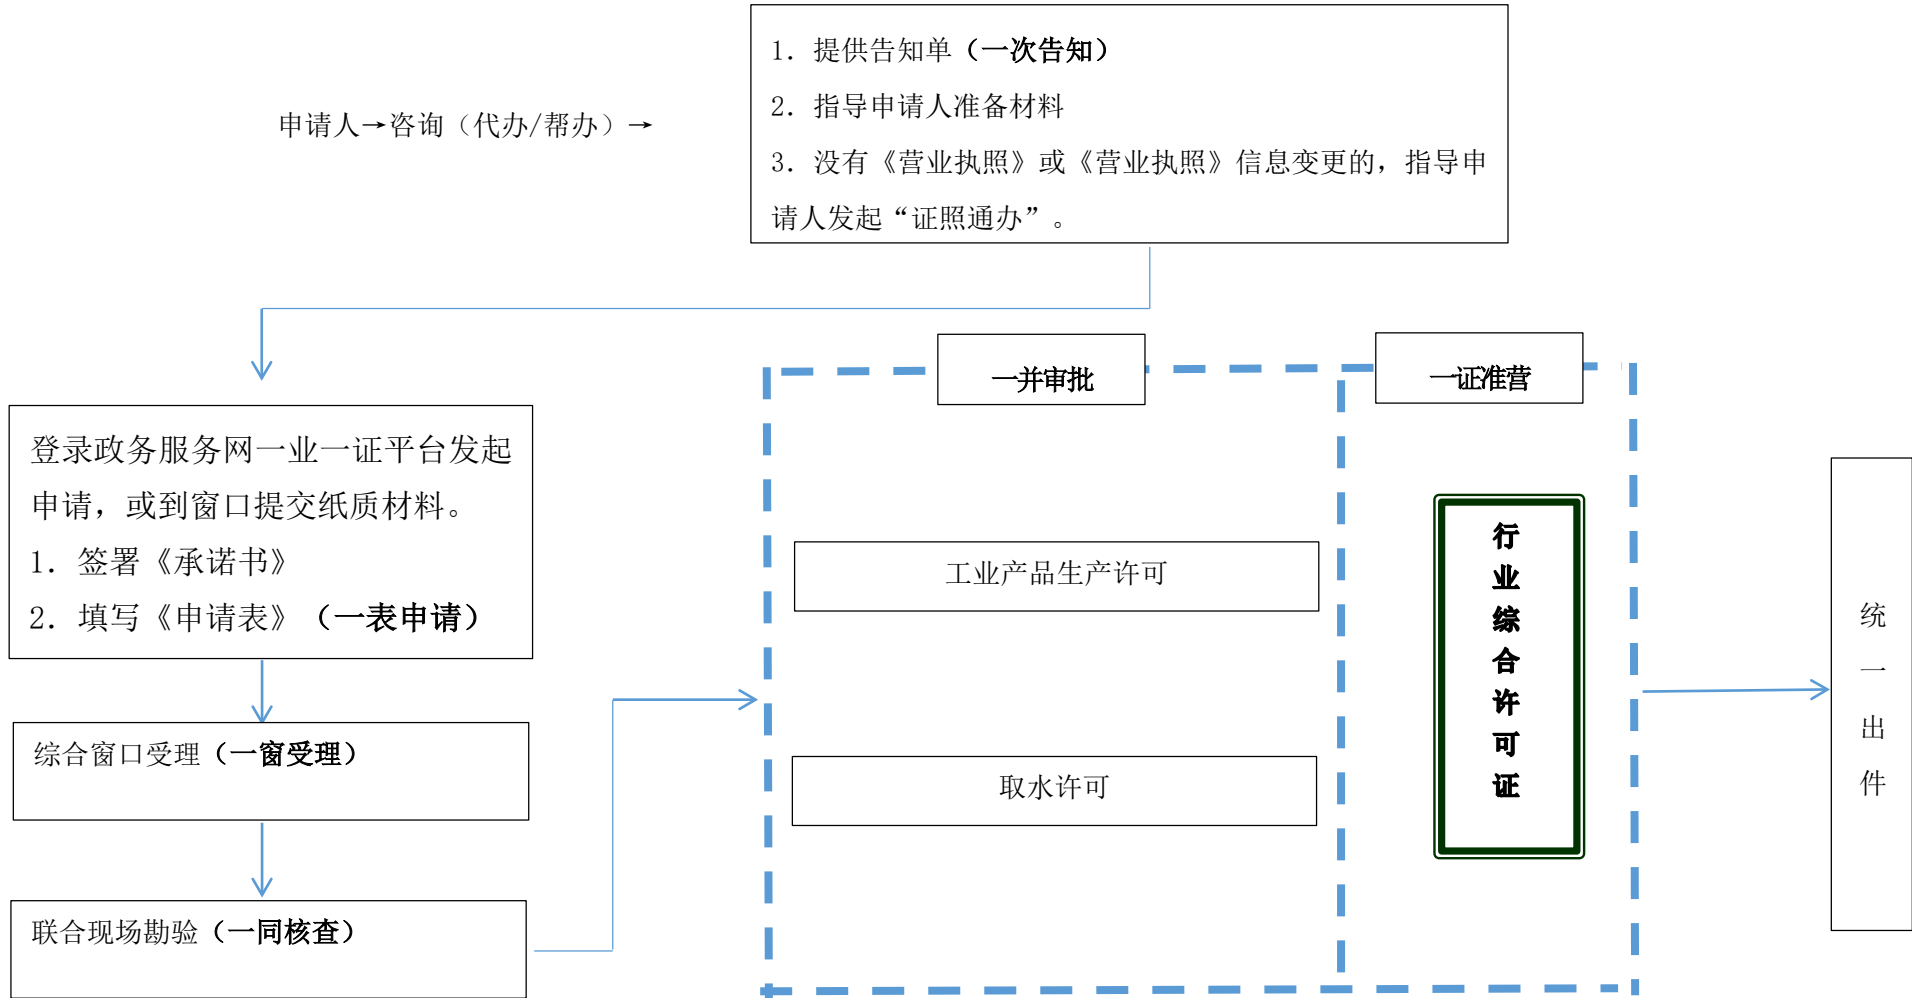 1. 提供告知单（一次告知）
2. 指导申请人准备材料
3. 没有《营业执照》或《营业执照》信息变更的，指导申
请人发起“证照通办”。
申请人→咨询（代办/帮办）→
一并审批
一证准营
登录政务服务网一业一证平台发起
申请，或到窗口提交纸质材料。
1. 签署《承诺书》
2. 填写《申请表》（一表申请）
综合窗口受理（一窗受理）
联合现场勘验（一同核查）
工业产品生产许可
取水许可
行
业
综
合
许
可
证
统
一
出
件